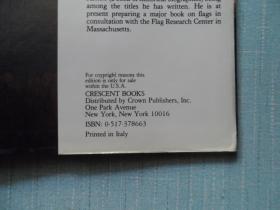 among the titles he has written. He is at
present preparing a major book on flags in
consultation with the Flag Research Center in
Massachusetts.
For copyright reasons this
edition is only for sale
within the U.S.A.
CRESCENT BOOKS
Distributed by Crown Publishers, Inc.
One Park Avenue
New York, New York 10016
ISBN: 0-517-378663
Printed in Italy